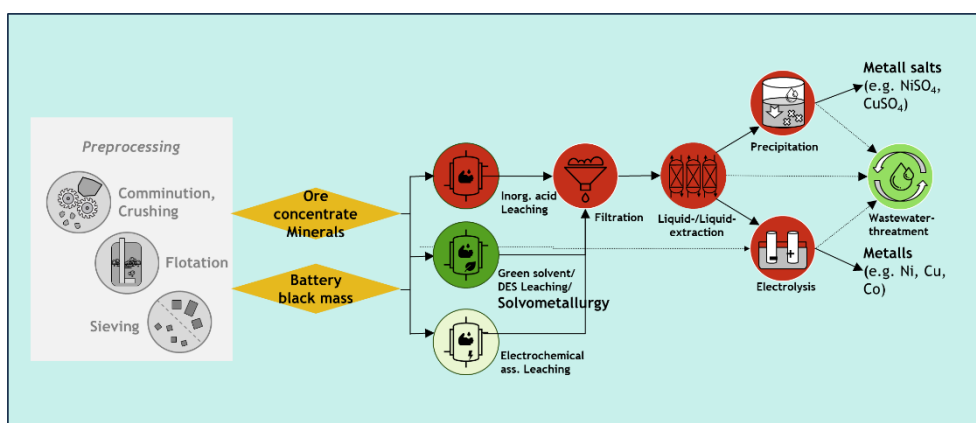 Preprocessing
Comminution,
Crushing
Flotation
Sieving
Ore
concentrate
Minerals
Battery
black mass
Inorg. acid
Leaching
Green solvent/
DES Leaching/
Solvometallurgy
Electrochemical
ass. Leaching
Filtration
Liquid-/Liquid-
extraction
Precipitation
Electrolysis
Metall salts
(e.g. NiSO₄,
CuSO₄)
Wastewater-
threatment
Metalls
(e.g. Ni, Cu,
Co)